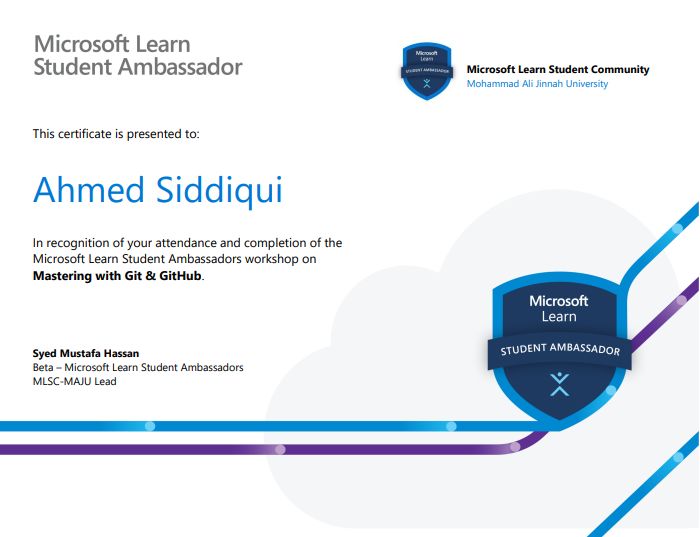 Microsoft Learn
Student Ambassador
Microsoft
Learn
STUDENT AMBASSADOR
Microsoft Learn Student Community
Mohammad Ali Jinnah University
This certificate is presented to:
Ahmed Siddiqui
In recognition of your attendance and completion of the
Microsoft Learn Student Ambassadors workshop on
Mastering with Git & GitHub.
Microsoft
Learn
STUDENT AMBASSADOR
Syed Mustafa Hassan
Beta – Microsoft Learn Student Ambassadors
MLSC-MAJU Lead